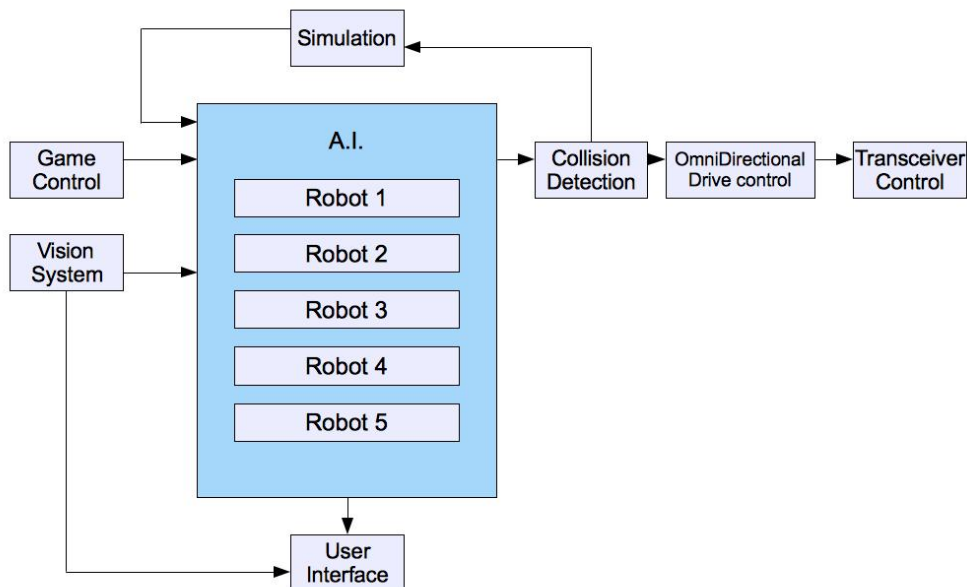 Simulation
A.I.
Game
Control
Collision
Detection
OmniDirectional
Drive control
Transceiver
Control
Robot 1
Vision
System
Robot 2
Robot 3
Robot 4
Robot 5
User
Interface